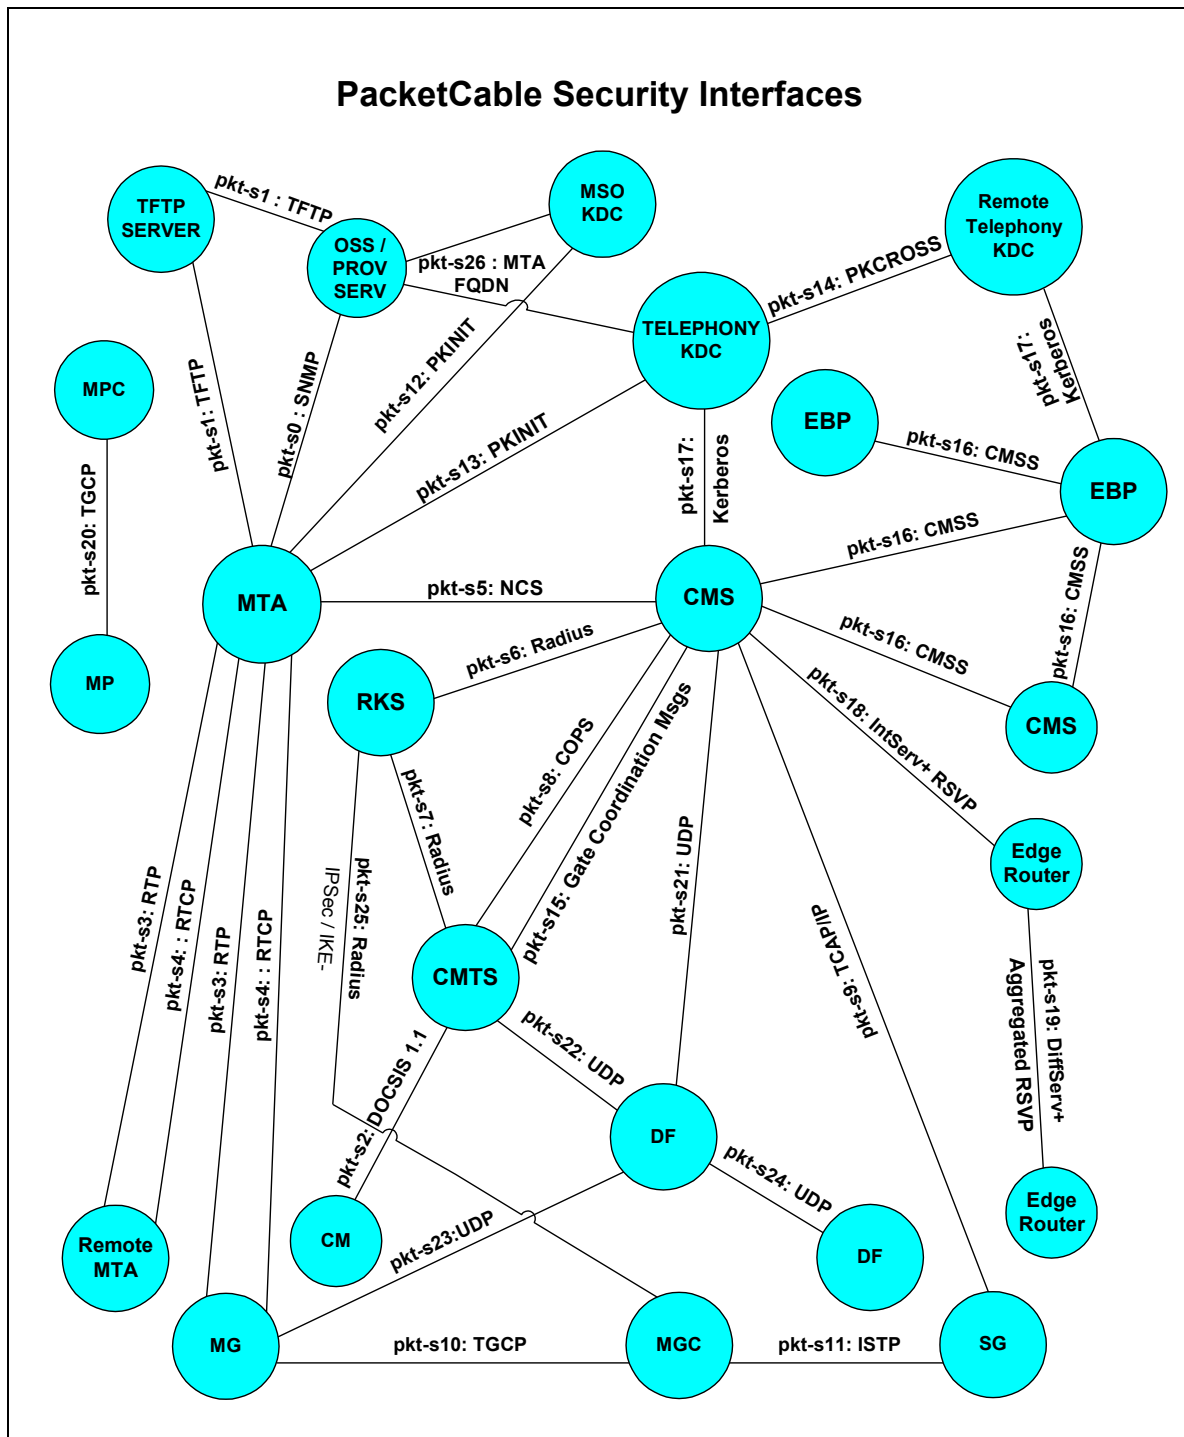 PacketCable Security Interfaces
TFTP
SERVER
pkt-s1 : TFTP
OSS /
PROV
SERV
MSO
KDC
pkt-s26 : MTA
FQDN
Remote
Telephony
KDC
pkt-s14: PKCROSS
TELEPHONY
KDC
pkt-s17:
Kerberos
MPC
pkt-s1: TFTP
pkt-s0 : SNMP
pkt-s12: PKINIT
pkt-s13: PKINIT
pkt-s17:
Kerberos
EBP
pkt-s16: CMSS
EBP
pkt-s20: TGCP
pkt-s16: CMSS
MTA
pkt-s5: NCS
CMS
pkt-s16: CMSS
pkt-s16: CMSS
MP
RKS
pkt-s6: Radius
CMS
pkt-s18: IntServ+ RSVP
pkt-s7: Radius
pkt-s8: COPS
pkt-s15: Gate Coordination Msgs
pkt-s21: UDP
pkt-s9: TCAP/IP
Edge
Router
pkt-s25: Radius
IPSec / IKE-
pkt-s3: RTP
pkt-s4: : RTCP
pkt-s3: RTP
pkt-s4: : RTCP
CMTS
pkt-s19: DiffServ+
Aggregated RSVP
pkt-s2: DOCSIS 1.1
pkt-s22: UDP
DF
pkt-s24: UDP
Edge
Router
Remote
MTA
CM
pkt-s23:UDP
DF
MG
pkt-s10: TGCP
MGC
pkt-s11: ISTP
SG